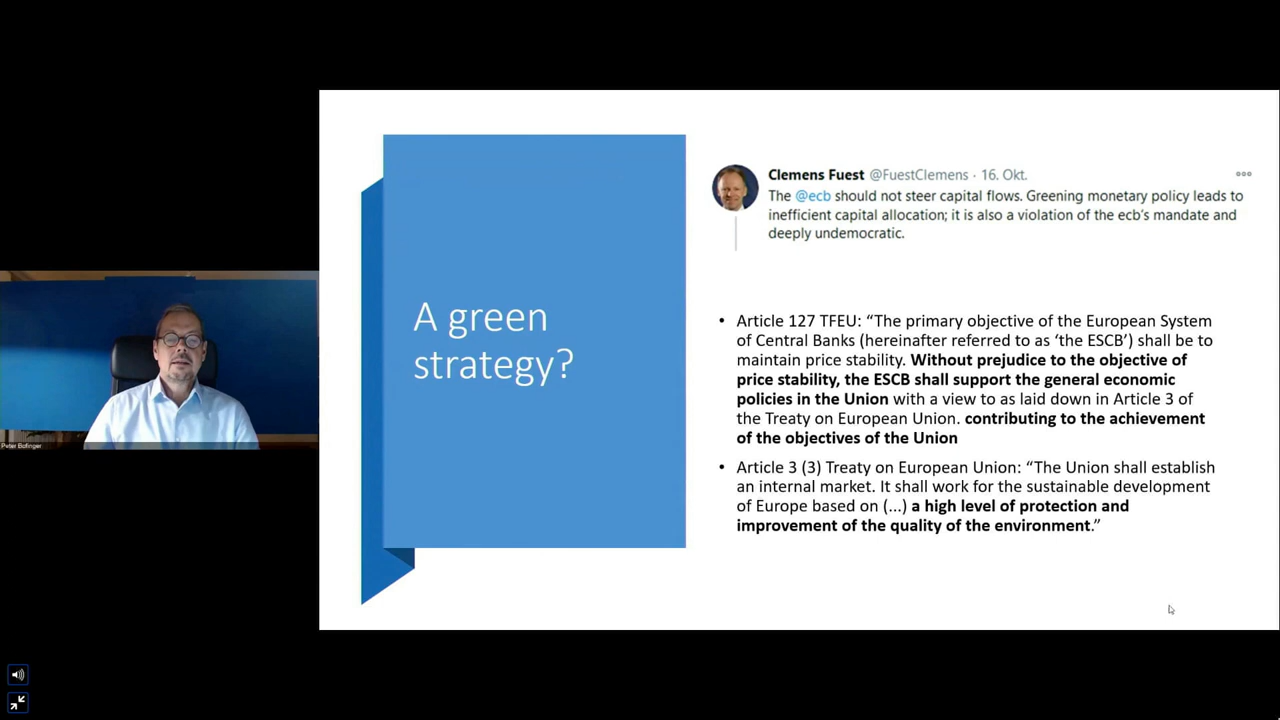 Peter Bofinger
A green
strategy?
Clemens Fuest @FuestClemens · 16. Okt.
The @ecb should not steer capital flows. Greening monetary policy leads to
inefficient capital allocation; it is also a violation of the ecb's mandate and
deeply undemocratic.
• Article 127 TFEU: “The primary objective of the European System
of Central Banks (hereinafter referred to as ‘the ESCB’) shall be to
maintain price stability. Without prejudice to the objective of
price stability, the ESCB shall support the general economic
policies in the Union with a view to as laid down in Article 3 of
the Treaty on European Union. contributing to the achievement
of the objectives of the Union
• Article 3 (3) Treaty on European Union: “The Union shall establish
an internal market. It shall work for the sustainable development
of Europe based on (...) a high level of protection and
improvement of the quality of the environment.”